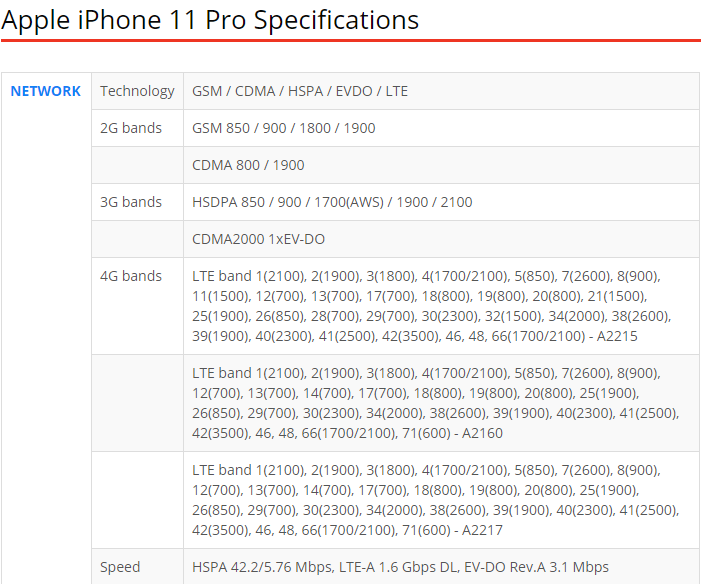 Apple iPhone 11 Pro Specifications
NETWORK Technology GSM / CDMA / HSPA / EVDO / LTE
2G bands GSM 850 / 900 / 1800 / 1900
CDMA 800 / 1900
3G bands HSDPA 850 / 900 / 1700(AWS) / 1900 / 2100
CDMA2000 1xEV-DO
4G bands LTE band 1(2100), 2(1900), 3(1800), 4(1700/2100), 5(850), 7(2600), 8(900),
11(1500), 12(700), 13(700), 17(700), 18(800), 19(800), 20(800), 21(1500),
25(1900), 26(850), 28(700), 29(700), 30(2300), 32(1500), 34(2000), 38(2600),
39(1900), 40(2300), 41(2500), 42(3500), 46, 48, 66(1700/2100) - A2215
LTE band 1(2100), 2(1900), 3(1800), 4(1700/2100), 5(850), 7(2600), 8(900),
12(700), 13(700), 14(700), 17(700), 18(800), 19(800), 20(800), 25(1900),
26(850), 29(700), 30(2300), 34(2000), 38(2600), 39(1900), 40(2300), 41(2500),
42(3500), 46, 48, 66(1700/2100), 71(600) - A2160
LTE band 1(2100), 2(1900), 3(1800), 4(1700/2100), 5(850), 7(2600), 8(900),
12(700), 13(700), 14(700), 17(700), 18(800), 19(800), 20(800), 25(1900),
26(850), 29(700), 30(2300), 34(2000), 38(2600), 39(1900), 40(2300), 41(2500),
42(3500), 46, 48, 66(1700/2100), 71(600) - A2217
Speed HSPA 42.2/5.76 Mbps, LTE-A 1.6 Gbps DL, EV-DO Rev.A 3.1 Mbps